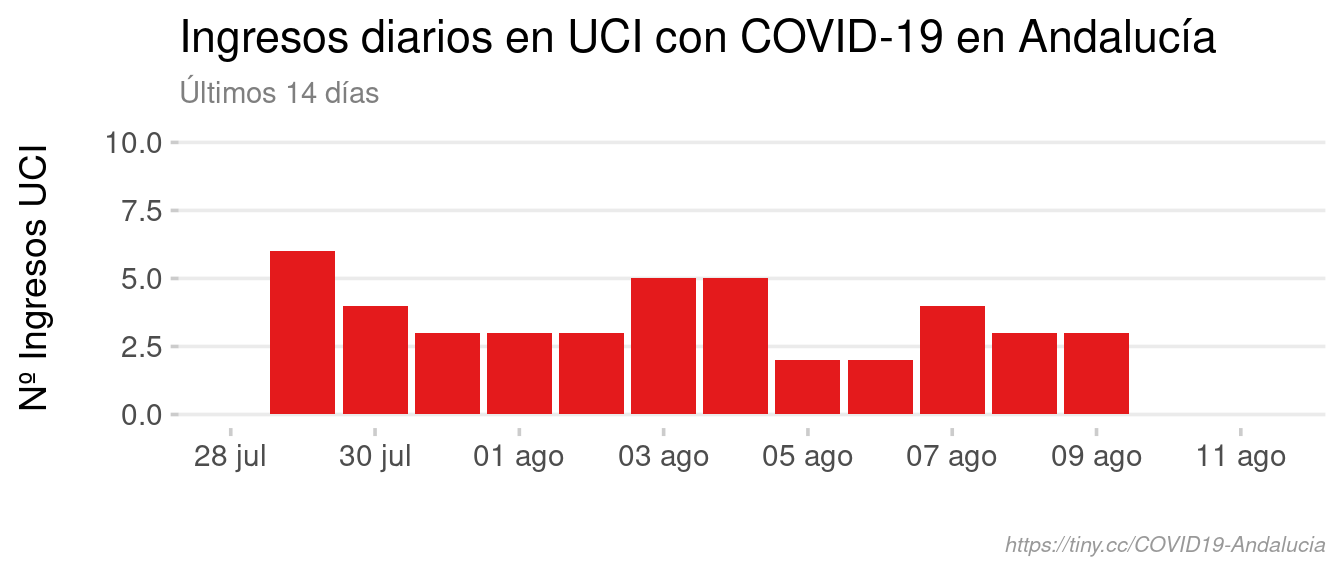 Ingresos diarios en UCI con COVID-19 en Andalucía
Últimos 14 días
Nº Ingresos UCI
10.0
7.5
5.0
2.5
0.0
28 jul 30 jul 01 ago 03 ago 05 ago 07 ago 09 ago 11 ago
https://tiny.cc/COVID19-Andalucia